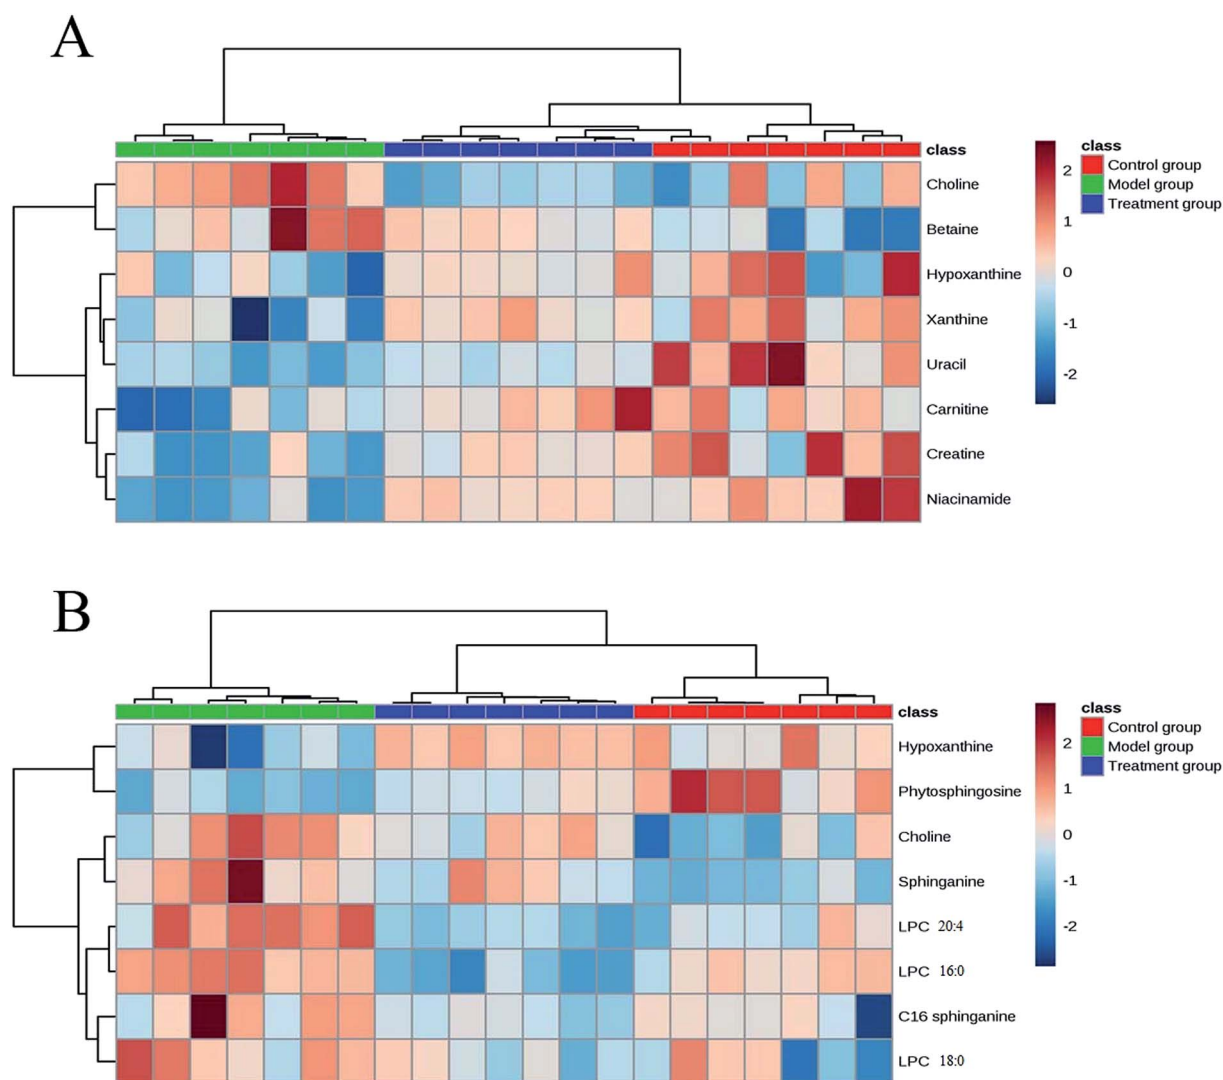 A
class
Choline
Betaine
Hypoxanthine
Xanthine
Uracil
Carnitine
Creatine
Niacinamide
2
1
0
-1
-2
class
Control group
Model group
Treatment group
B
class
Hypoxanthine
Phytosphingosine
Choline
Sphinganine
LPC 20:4
LPC 16:0
C16 sphinganine
LPC 18:0
2
1
0
-1
-2
class
Control group
Model group
Treatment group